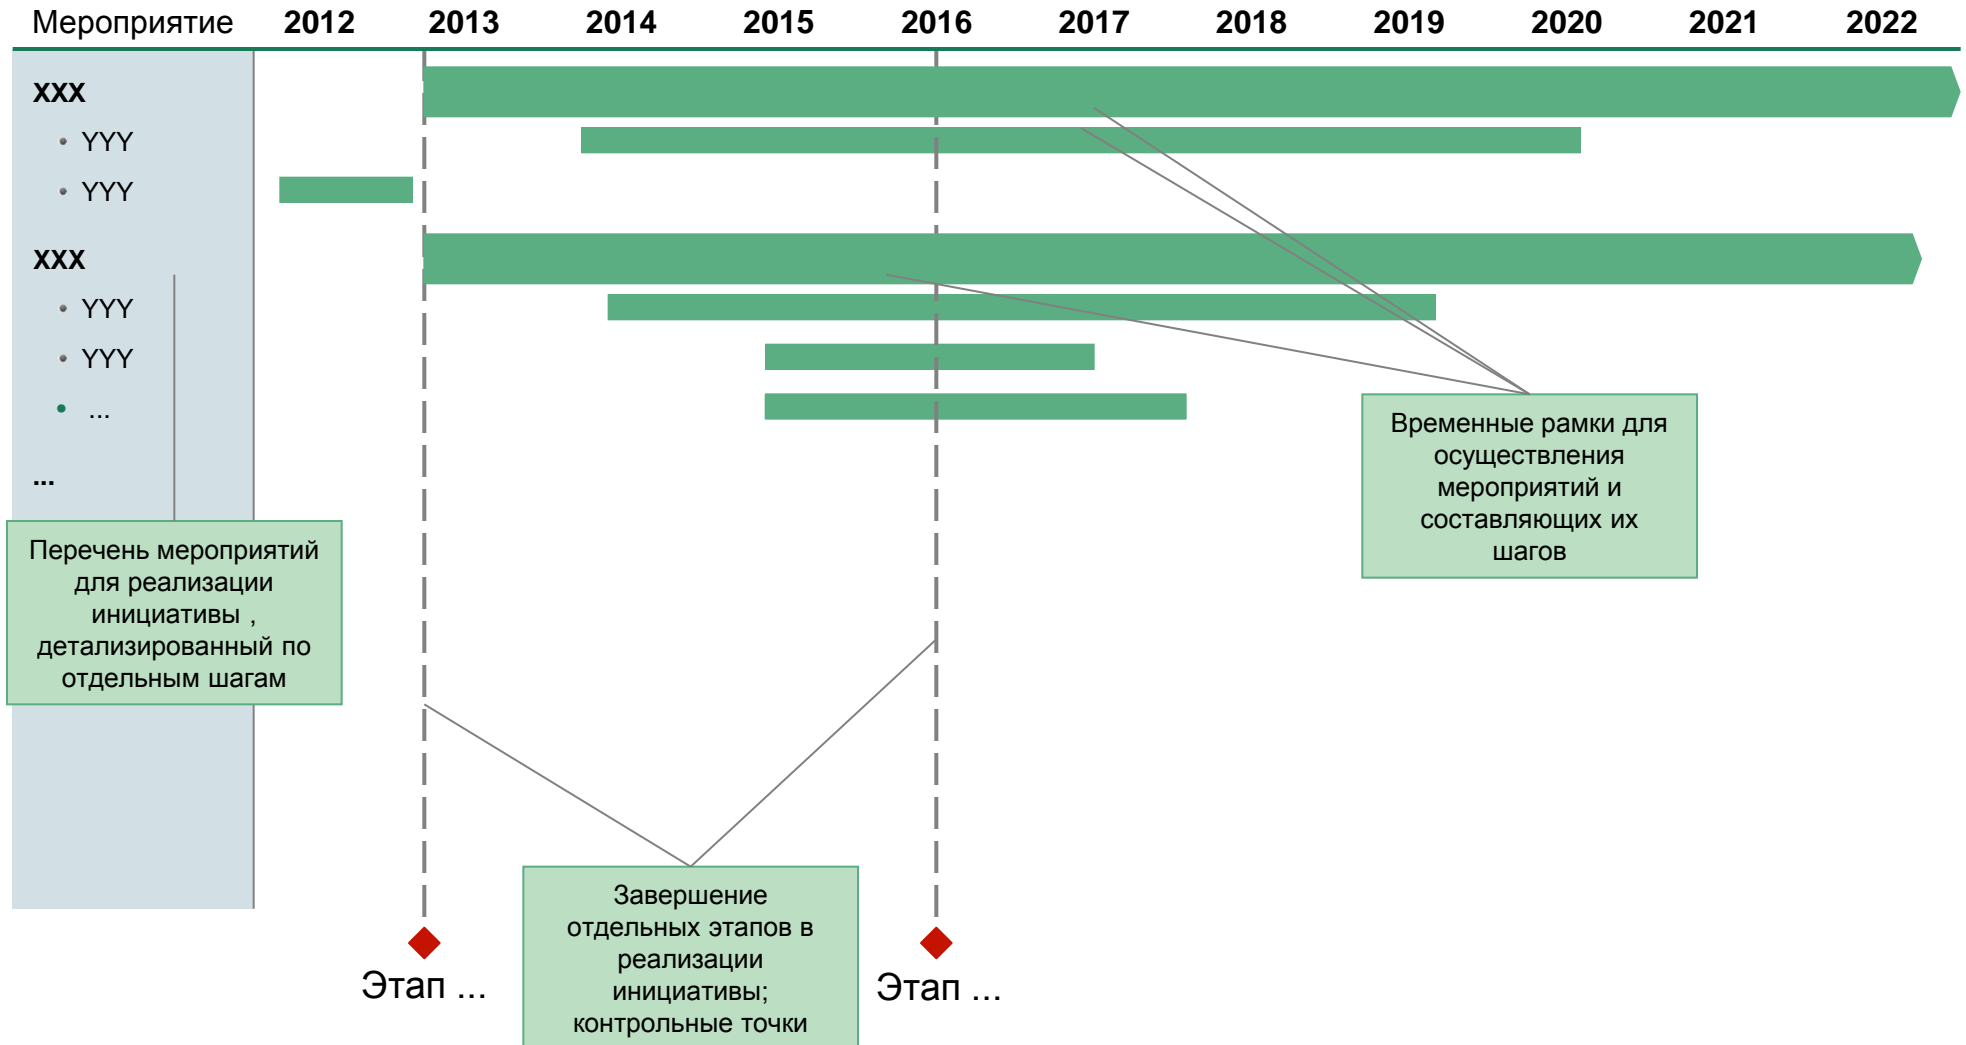 Мероприятие 2012 2013 2014 2015 2016 2017 2018 2019 2020 2021 2022
XXX
• YYY
• YYY
XXX
• YYY
• YYY
• ...
...
Временные рамки для
осуществления
мероприятий и
составляющих их
шагов
Перечень мероприятий
для реализации
инициативы ,
детализированный по
отдельным шагам
Завершение
отдельных этапов в
реализации
инициативы;
контрольные точки
Этап ...
Этап ...